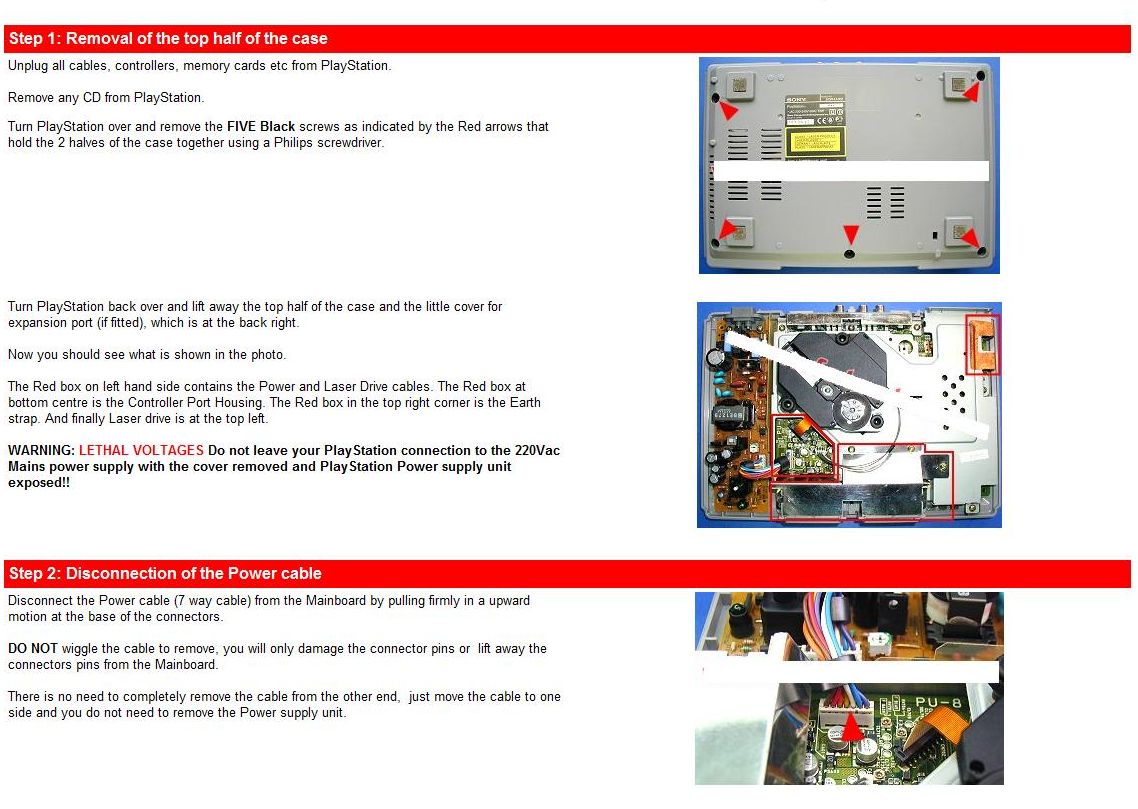 Step 1: Removal of the top half of the case
Unplug all cables, controllers, memory cards etc from PlayStation.
Remove any CD from PlayStation.
Turn PlayStation over and remove the FIVE Black screws as indicated by the Red arrows that
hold the 2 halves of the case together using a Philips screwdriver.
SONY
Turn PlayStation back over and lift away the top half of the case and the little cover for
expansion port (if fitted), which is at the back right.
Now you should see what is shown in the photo.
The Red box on left hand side contains the Power and Laser Drive cables. The Red box at
bottom centre is the Controller Port Housing. The Red box in the top right corner is the Earth
strap. And finally Laser drive is at the top left.
WARNING: LETHAL VOLTAGES Do not leave your PlayStation connection to the 220Vac
Mains power supply with the cover removed and PlayStation Power supply unit
exposed!!
Step 2: Disconnection of the Power cable
Disconnect the Power cable (7 way cable) from the Mainboard by pulling firmly in a upward
motion at the base of the connectors.
DO NOT wiggle the cable to remove, you will only damage the connector pins or lift away the
connectors pins from the Mainboard.
There is no need to completely remove the cable from the other end, just move the cable to one
side and you do not need to remove the Power supply unit.
PU-8